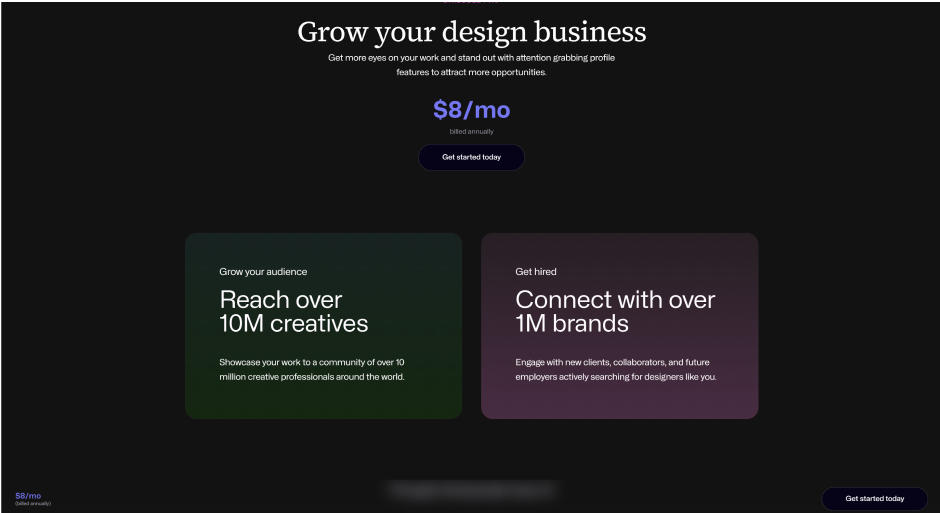 Grow your design business
Get more eyes on your work and stand out with attention grabbing profile
features to attract more opportunities.
$8/mo
billed annually
Get started today
Grow your audience
Reach over
10M creatives
Showcase your work to a community of over 10
million creative professionals around the world.
Get hired
Connect with over
1M brands
Engage with new clients, collaborators, and future
employers actively searching for designers like you.
$8/mo
(billed annually)
Get started today